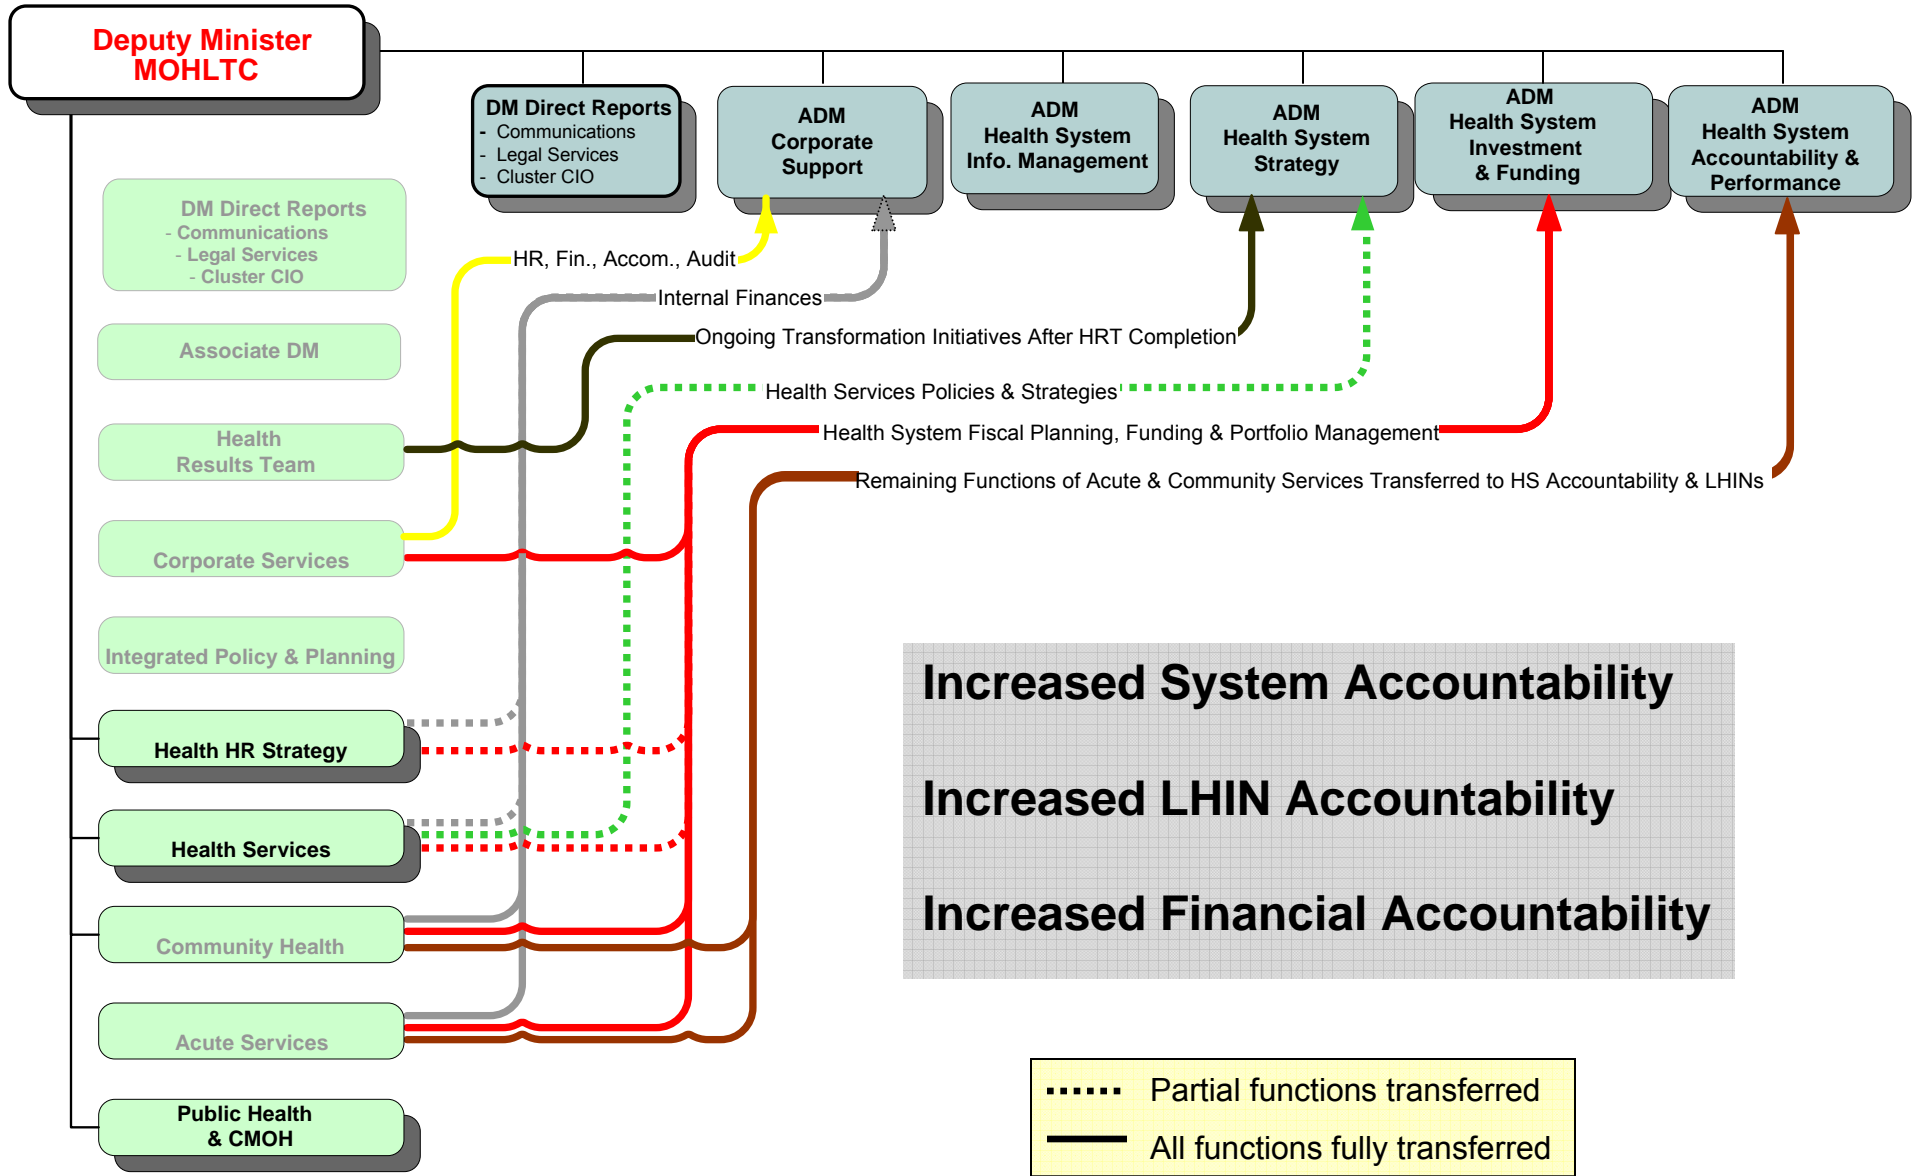 Deputy Minister
MOHLTC
DM Direct Reports
- Communications
- Legal Services
- Cluster CIO
ADM
Corporate
Support
ADM
Health System
Info. Management
ADM
Health System
Strategy
ADM
Health System
Investment
& Funding
ADM
Health System
Accountability &
Performance
DM Direct Reports
- Communications
- Legal Services
- Cluster CIO
HR, Fin., Accom., Audit
Internal Finances
Associate DM
Ongoing Transformation Initiatives After HRT Completion
Health Services Policies & Strategies
Health
Results Team
Health System Fiscal Planning, Funding & Portfolio Management
Remaining Functions of Acute & Community Services Transferred to HS Accountability & LHINs
Corporate Services
Integrated Policy & Planning
Health HR Strategy
Health Services
Community Health
Acute Services
Public Health
& CMOH
Increased System Accountability
Increased LHIN Accountability
Increased Financial Accountability
Partial functions transferred
All functions fully transferred